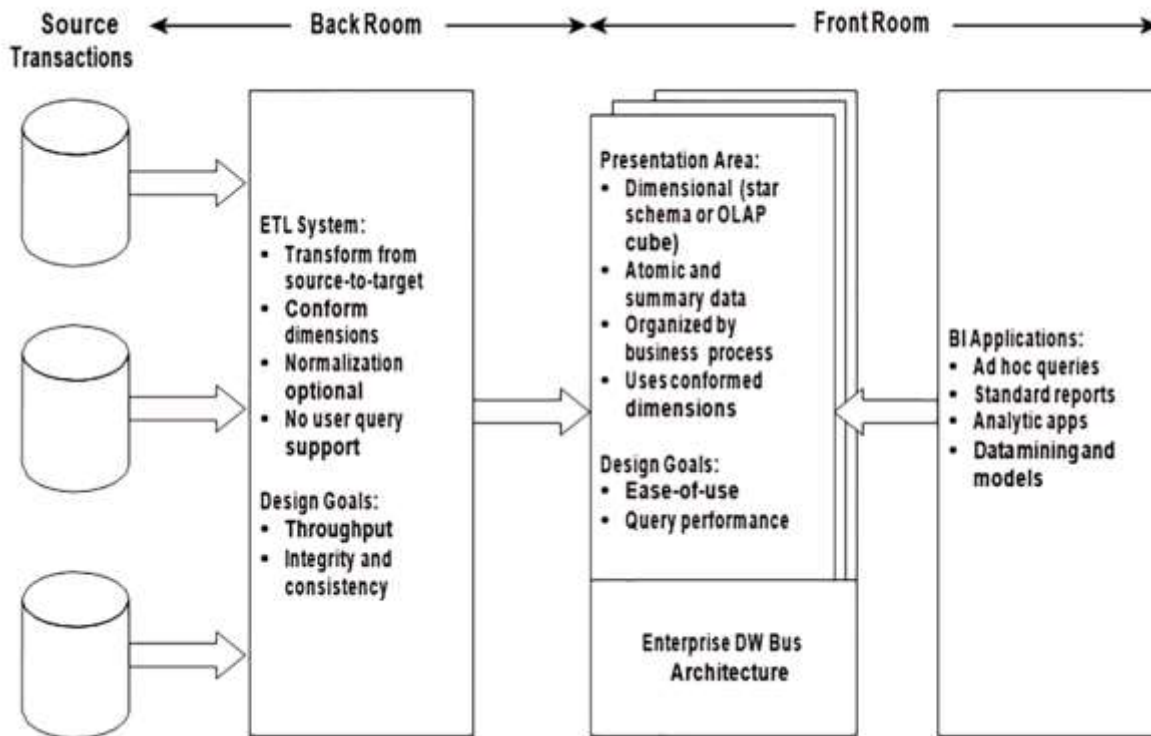 Source
Transactions
Back Room
Front Room
ETL System:
• Transform from
source-to-target
• Conform
dimensions
• Normalization
optional
• No user query
support
Design Goals:
• Throughput
• Integrity and
consistency
Presentation Area:
• Dimensional (star
schema or OLAP
cube)
• Atomic and
summary data
• Organized by
business process
• Uses conformed
dimensions
Design Goals:
• Ease-of-use
• Query performance
Enterprise DW Bus
Architecture
BI Applications:
• Ad hoc queries
• Standard reports
• Analytic apps
• Datamining and
models